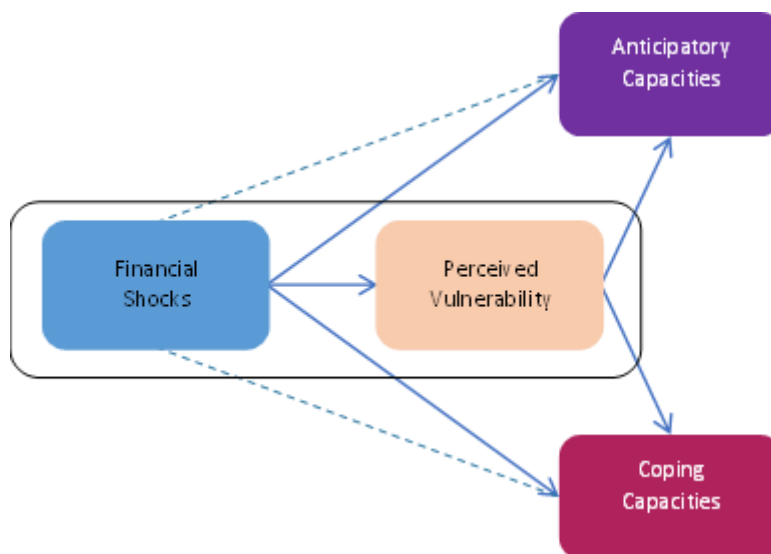 Anticipatory
Capacities
Financial
Shocks
Perceived
Vulnerability
Coping
Capacities